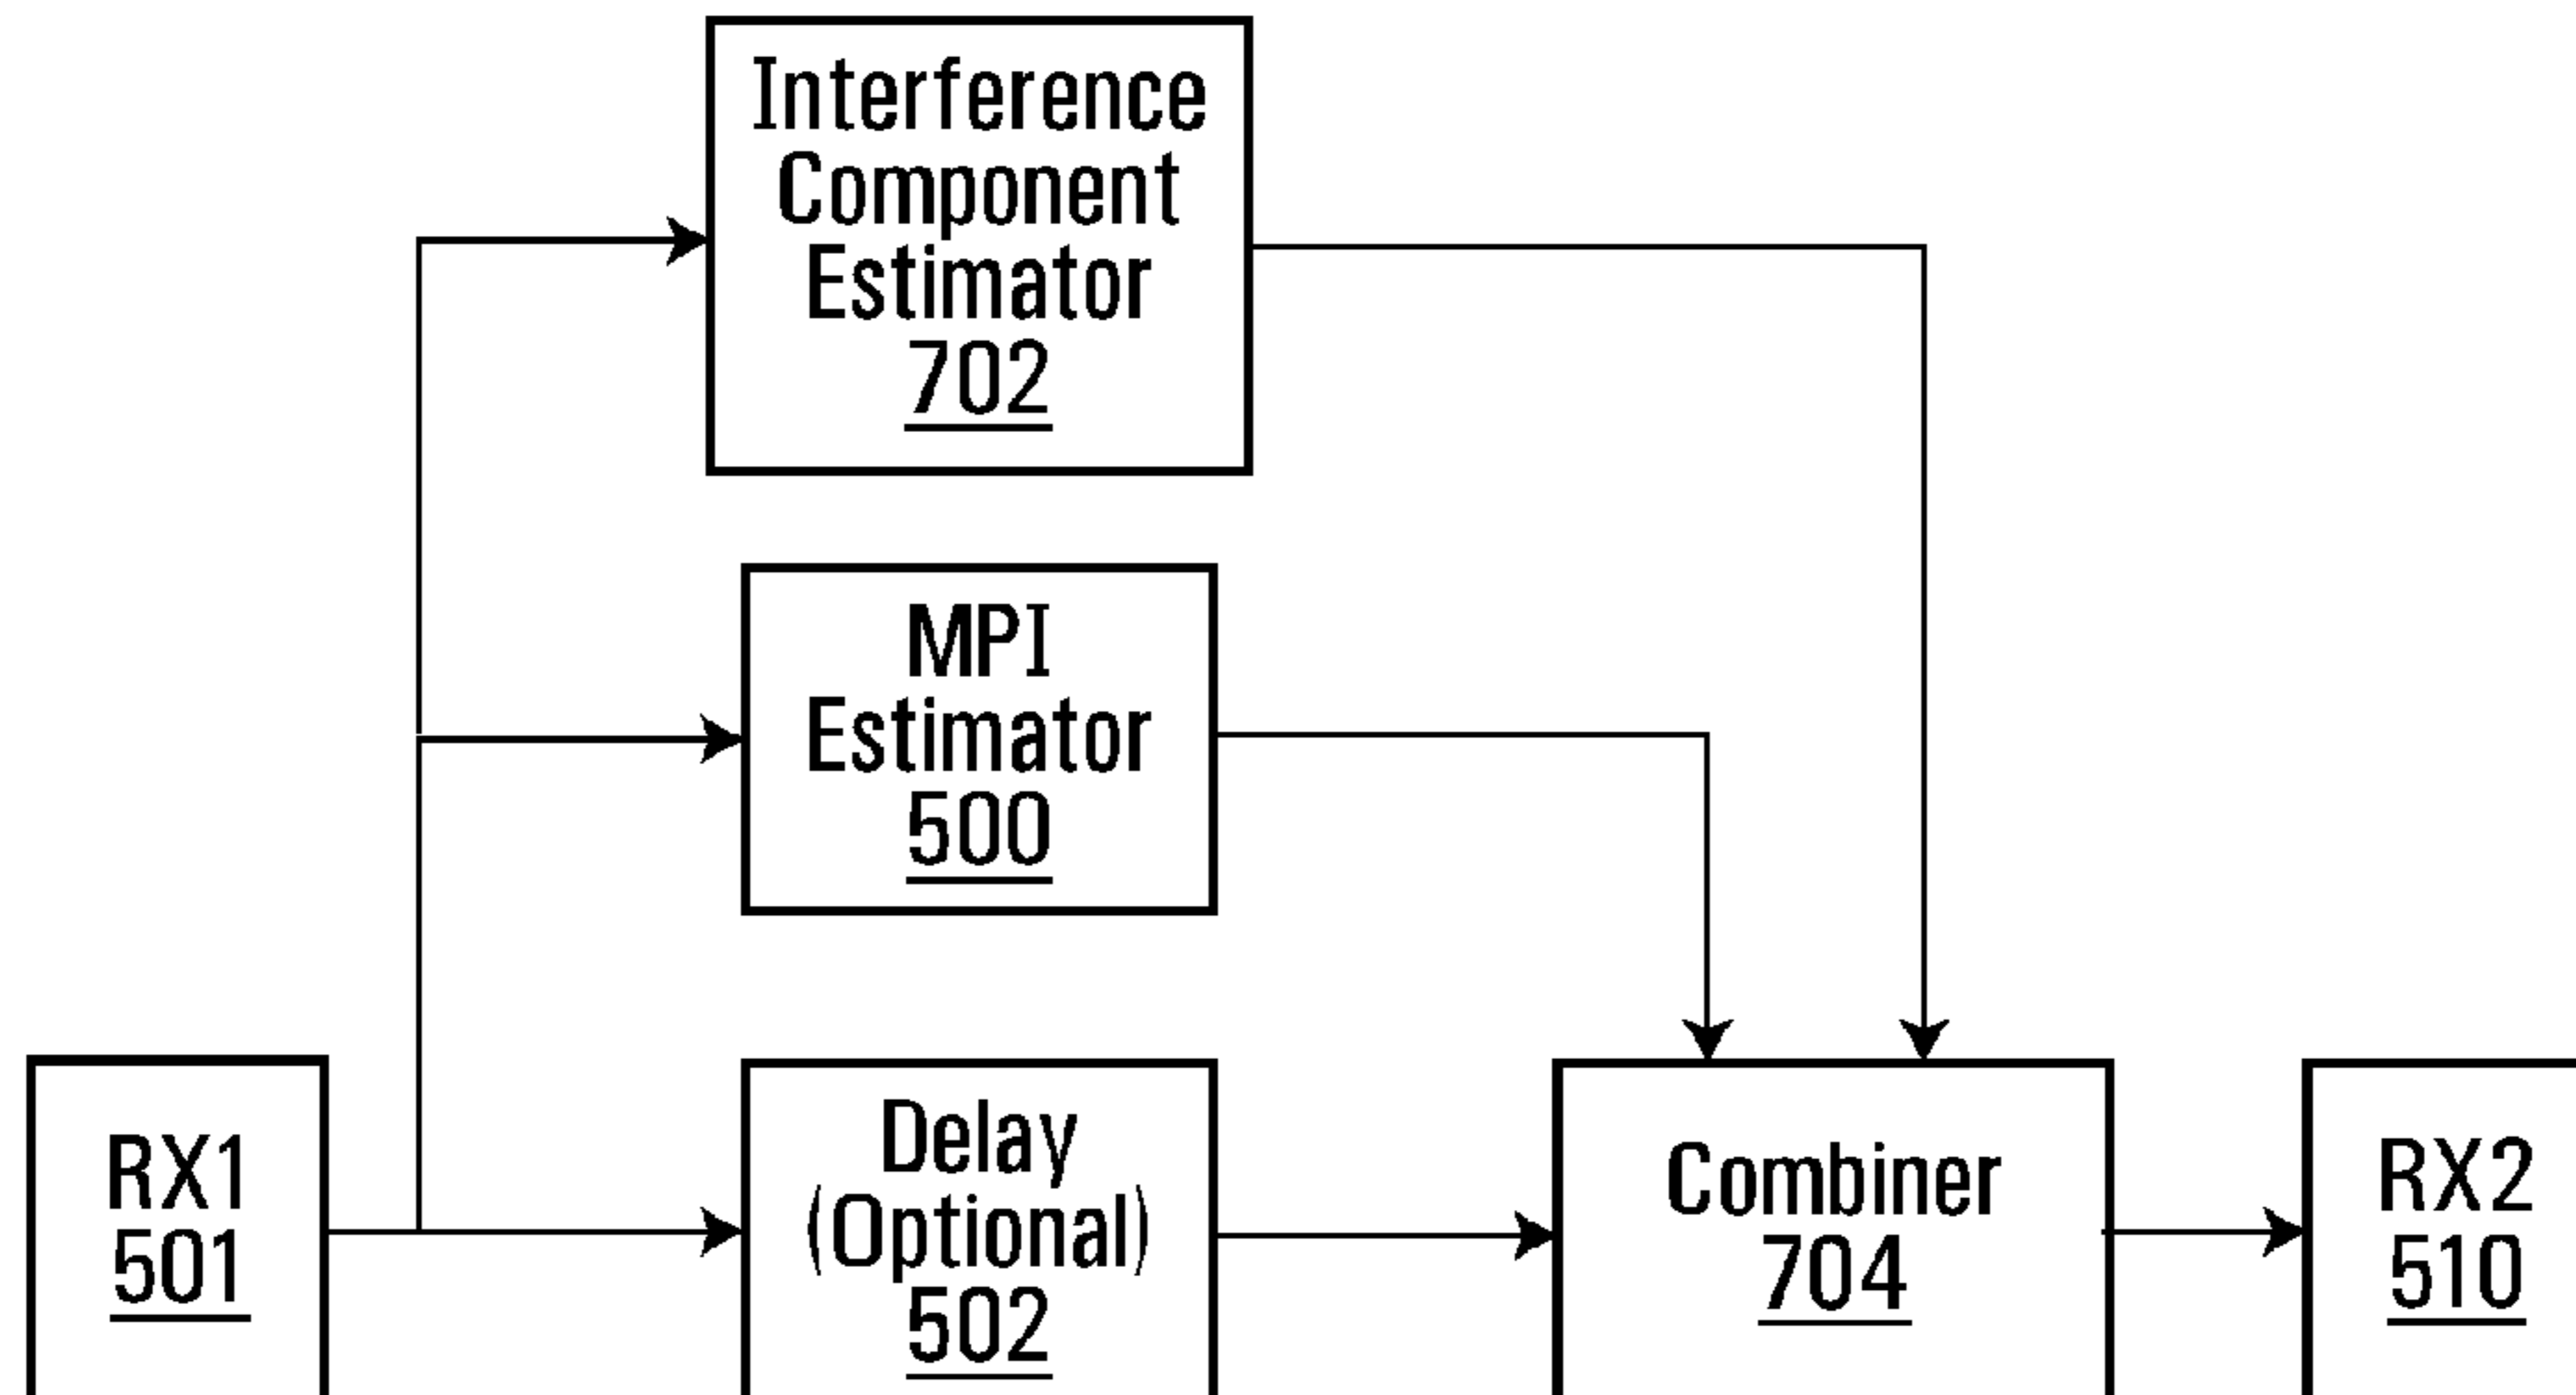 Interference
Component
Estimator
702
MPI
Estimator
500
RX1
501
Delay
(Optional)
502
Combiner
704
RX2
510